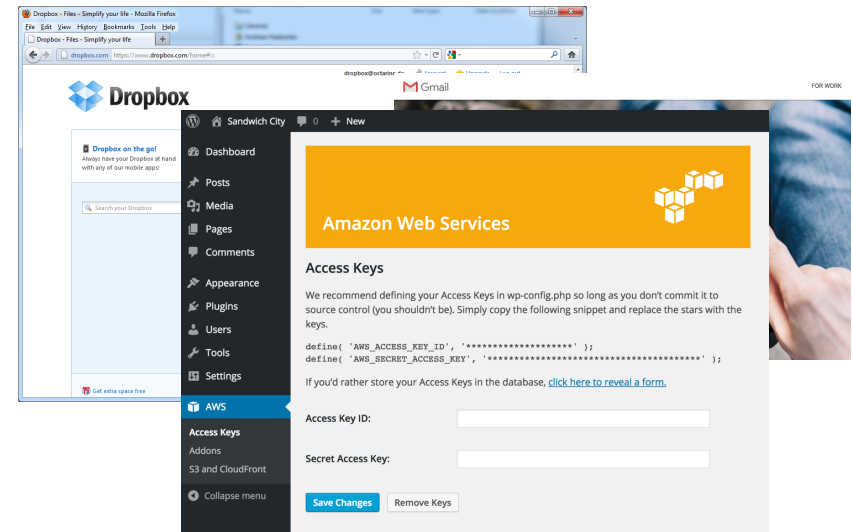 Dropbox - Files - Simplify your life - Mozilla Firefox
File Edit View History Bookmarks Tools Help
Dropbox - Files - Simplify your life
dropbox.com https://www.dropbox.com/home#:::
Dropbox
Dropbox on the go!
Always have your Dropbox at hand
with any of our mobile apps!
Search your Dropbox
Get extra space free
Gmail
FOR WORK
Sandwich City 0 + New
Dashboard
Posts
Media
Pages
Comments
Appearance
Plugins
Users
Tools
Settings
AWS
Access Keys
Addons
S3 and CloudFront
Collapse menu
Amazon Web Services
Access Keys
We recommend defining your Access Keys in wp-config.php so long as you don't commit it to
source control (you shouldn't be). Simply copy the following snippet and replace the stars with the
keys.
define( 'AWS_ACCESS_KEY_ID', '********************' );
define( 'AWS_SECRET_ACCESS_KEY', '****************************************' );
If you'd rather store your Access Keys in the database, click here to reveal a form.
Access Key ID:
Secret Access Key:
Save Changes Remove Keys